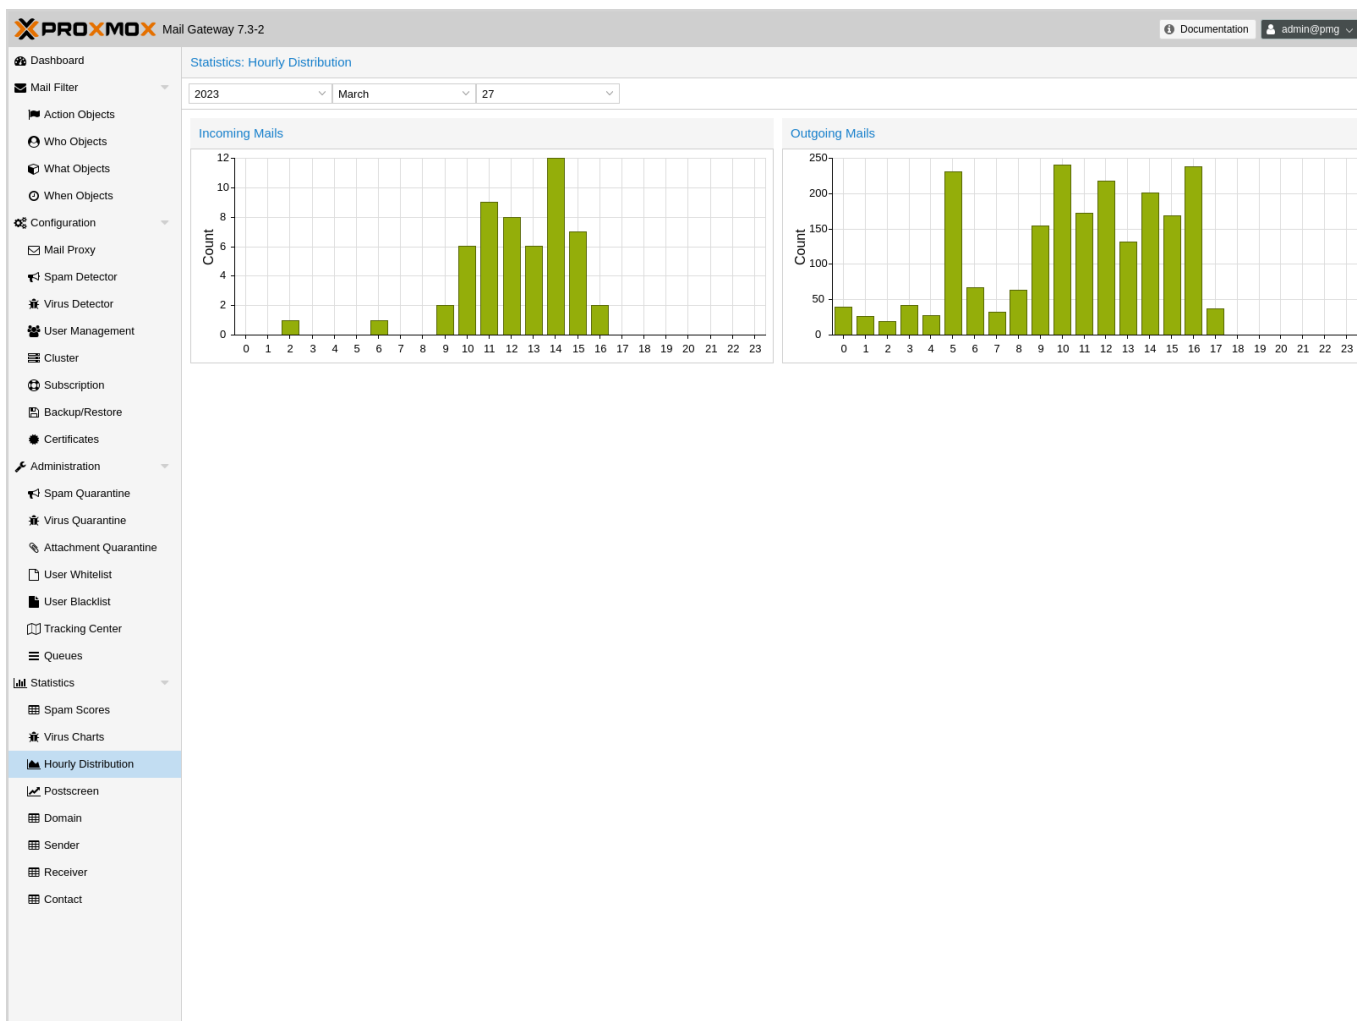 PROXMOX Mail Gateway 7.3-2
Documentation
admin@pmg
Dashboard
Mail Filter
Action Objects
Who Objects
What Objects
When Objects
Configuration
Mail Proxy
Spam Detector
Virus Detector
User Management
Cluster
Subscription
Backup/Restore
Certificates
Administration
Spam Quarantine
Virus Quarantine
Attachment Quarantine
User Whitelist
User Blacklist
Tracking Center
Queues
Statistics
Spam Scores
Virus Charts
Hourly Distribution
Postscreen
Domain
Sender
Receiver
Contact
Statistics: Hourly Distribution
2023 March 27
Incoming Mails
Count
12
10
8
6
4
2
0
0 1 2 3 4 5 6 7 8 9 10 11 12 13 14 15 16 17 18 19 20 21 22 23
Outgoing Mails
Count
250
200
150
100
50
0
0 1 2 3 4 5 6 7 8 9 10 11 12 13 14 15 16 17 18 19 20 21 22 23